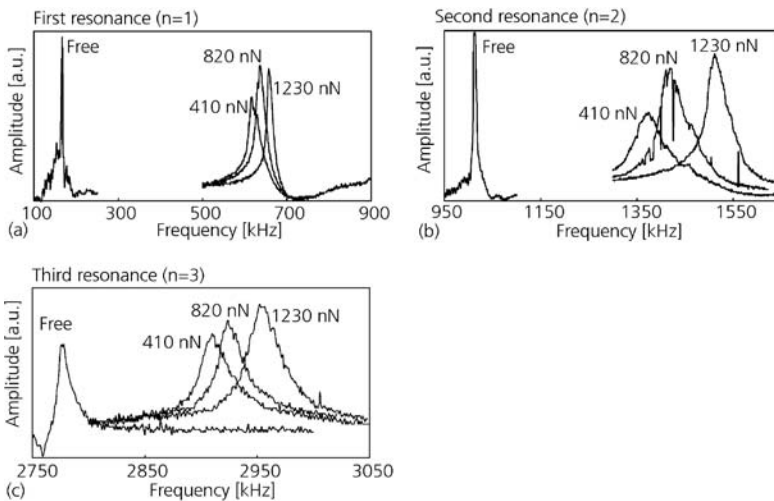 First resonance (n=1)
Amplitude [a.u.]
Free
820 nN
1230 nN
410 nN
100 300 500 700 900
(a) Frequency [kHz]
Second resonance (n=2)
Amplitude [a.u.]
Free
1230 nN
820 nN
410 nN
950 1150 1350 1550
(b) Frequency [kHz]
Third resonance (n=3)
Amplitude [a.u.]
Free
820 nN
1230 nN
410 nN
2750 2850 2950 3050
(c) Frequency [kHz]